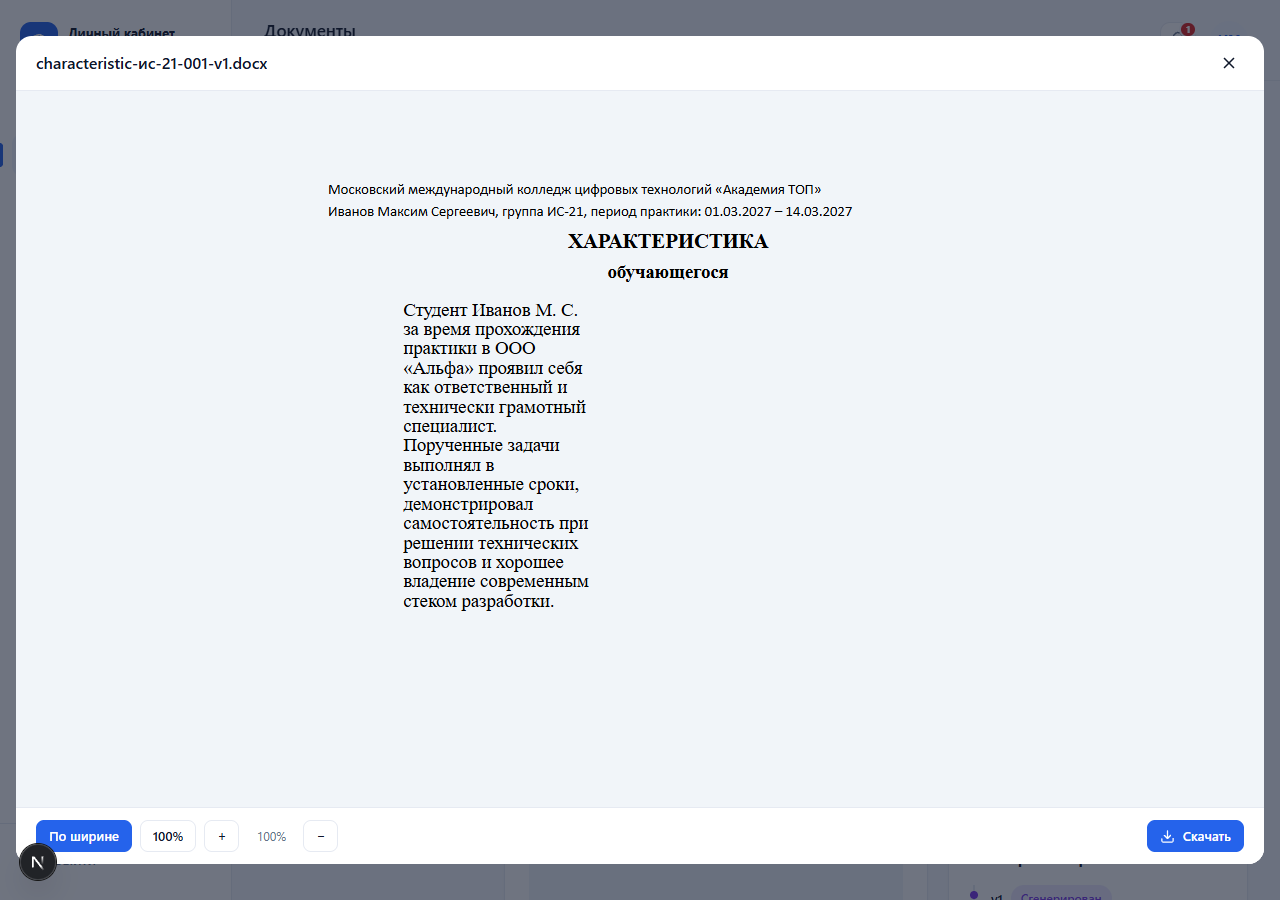 Личный кабинет
Документы
1
characteristic-ис-21-001-v1.docx
Московский международный колледж цифровых технологий «Академия ТОП»
Иванов Максим Сергеевич, группа ИС-21, период практики: 01.03.2027 – 14.03.2027
ХАРАКТЕРИСТИКА
обучающегося
Студент Иванов М. С.
за время прохождения
практики в ООО
«Альфа» проявил себя
как ответственный и
технически грамотный
специалист.
Порученные задачи
выполнял в
установленные сроки,
демонстрировал
самостоятельность при
решении технических
вопросов и хорошее
владение современным
стеком разработки.
По ширине
100%
+
100%
−
Скачать
N
v1
Сгенерирован